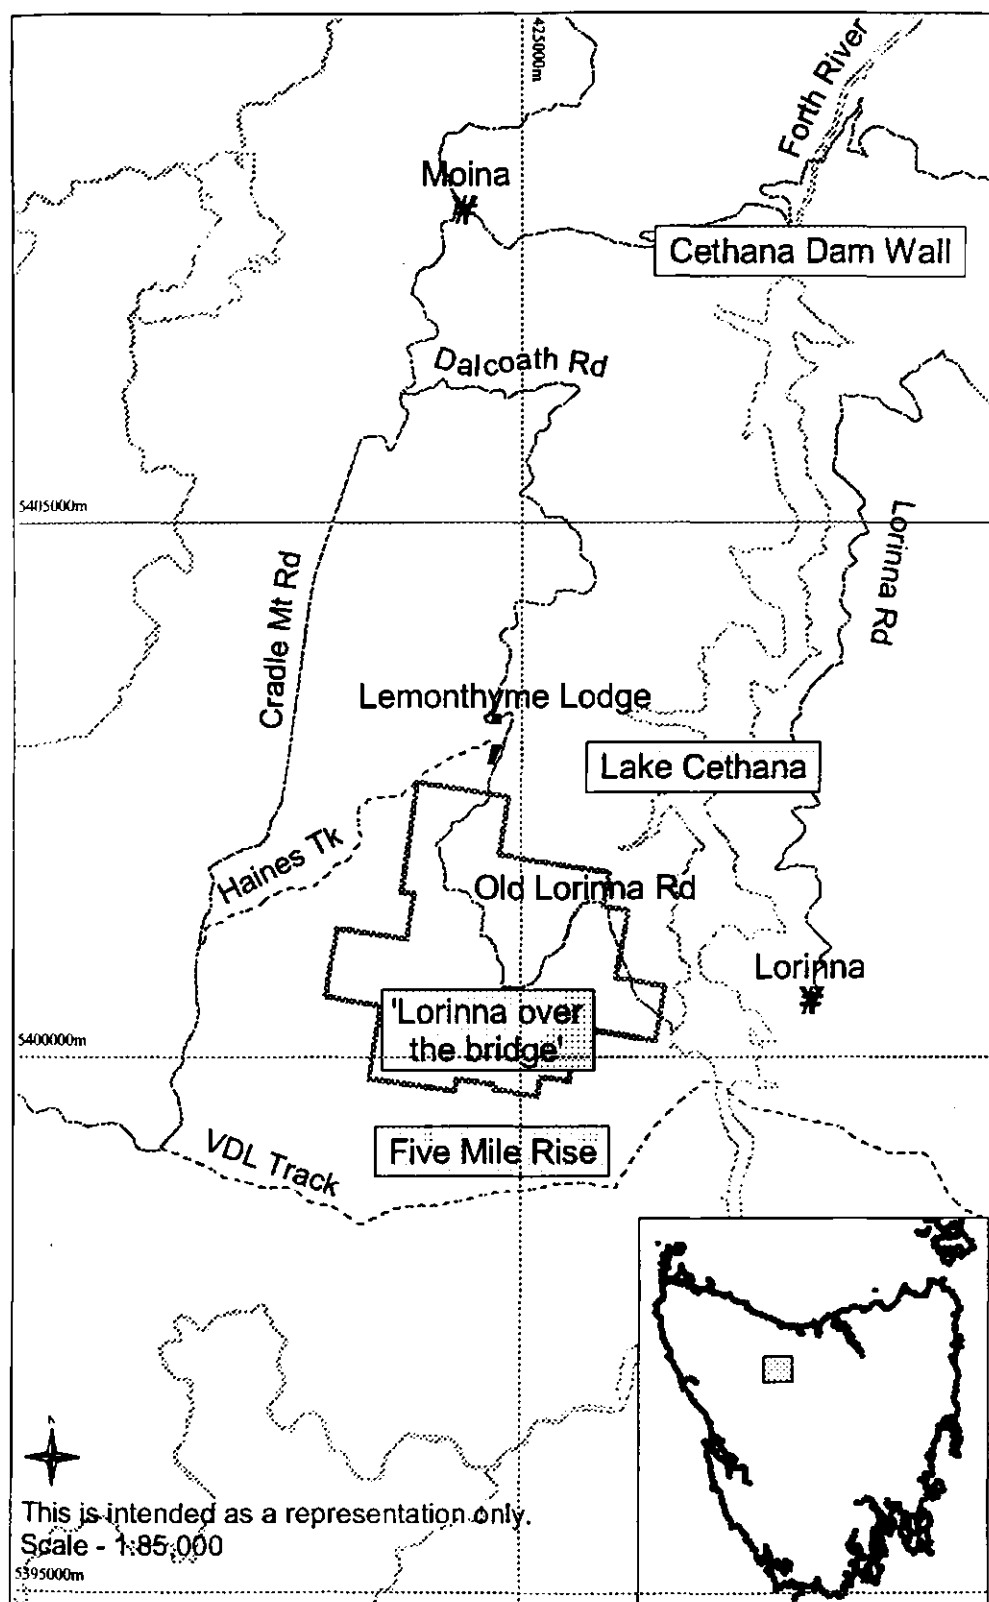 425000m
Forth River
Moina
Cethana Dam Wall
Dalcoath Rd
5405000m
Lorinna Rd
Cradle Mt Rd
Lemonthyme Lodge
Lake Cethana
Haines Tk
Old Lorinna Rd
Lorinna
'Lorinna over
the bridge'
5400000m
Five Mile Rise
VDL Track
N
This is intended as a representation only.
Scale - 1:85,000
5395000m